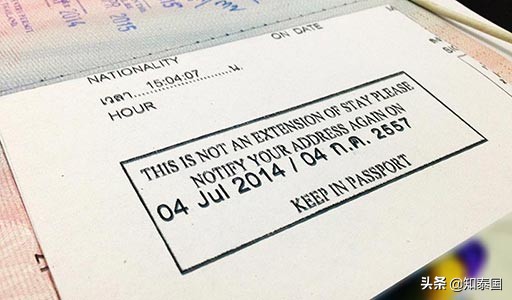 2014
2015
NATIONALITY
ON DATE
เวลา 15:04:07 น.
HOUR
THIS IS NOT AN EXTENSION OF STAY PLEASE
NOTIFY YOUR ADDRESS AGAIN ON
04 Jul 2014 / 04 ก.ค. 2557
KEEP IN PASSPORT
头条 @知泰国